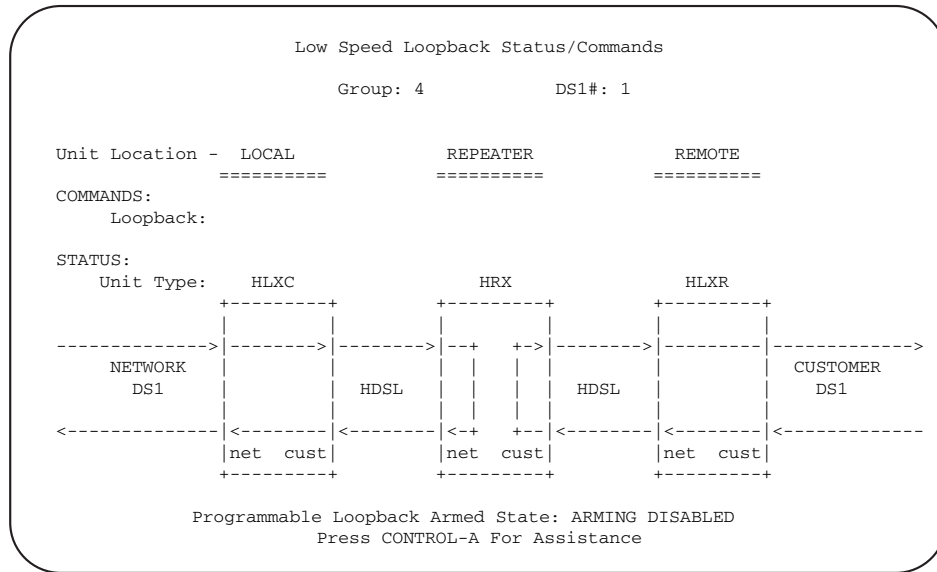 Low Speed Loopback Status/Commands
Group: 4 DS1#: 1
Unit Location - LOCAL REPEATER REMOTE
========== ========== ==========
COMMANDS:
Loopback:
STATUS:
Unit Type: HLXC HRX HLXR
+---------+ +---------+ +---------+
| | | | | |
-------------->|-------->|-------->|--+ +->|-------->|---------|-------------->
NETWORK | | | | | | | | | | CUSTOMER
DS1 | | HDSL | | | | | HDSL | | DS1
| | | | | | | | |
<--------------|<--------|<--------|<-+ +--|<--------|<--------|<--------------
|net cust| |net cust| |net cust|
+---------+ +---------+ +---------+
Programmable Loopback Armed State: ARMING DISABLED
Press CONTROL-A For Assistance